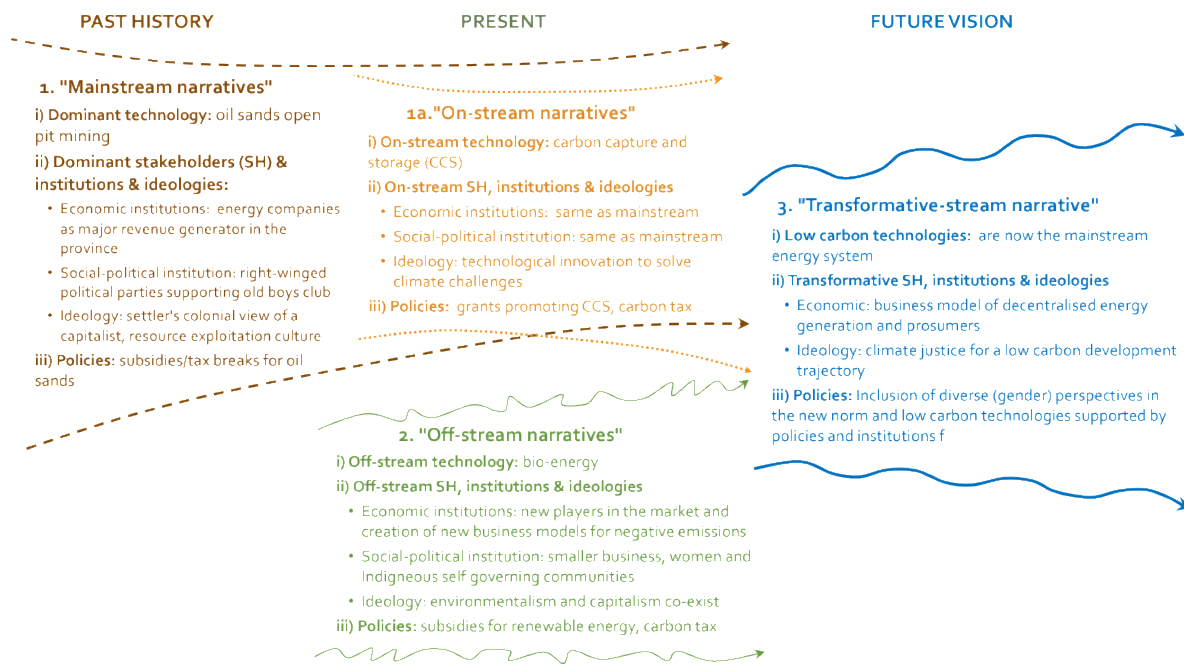 PAST HISTORY
PRESENT
FUTURE VISION
1. "Mainstream narratives"
i) Dominant technology: oil sands open
pit mining
ii) Dominant stakeholders (SH) &
institutions & ideologies:
• Economic institutions: energy companies
as major revenue generator in the
province
• Social-political institution: right-winged
political parties supporting old boys club
• Ideology: settler's colonial view of a
capitalist, resource exploitation culture
iii) Policies: subsidies/tax breaks for oil
sands
1a."On-stream narratives"
i) On-stream technology: carbon capture and
storage (CCS)
ii) On-stream SH, institutions & ideologies
• Economic institutions: same as mainstream
• Social-political institution: same as mainstream
• Ideology: technological innovation to solve
climate challenges
iii) Policies: grants promoting CCS, carbon tax
2. "Off-stream narratives"
i) Off-stream technology: bio-energy
ii) Off-stream SH, institutions & ideologies
• Economic institutions: new players in the market and
creation of new business models for negative emissions
• Social-political institution: smaller business, women and
Indigneous self governing communities
• Ideology: environmentalism and capitalism co-exist
iii) Policies: subsidies for renewable energy, carbon tax
3. "Transformative-stream narrative"
i) Low carbon technologies: are now the mainstream
energy system
ii) Transformative SH, institutions & ideologies
• Economic: business model of decentralised energy
generation and prosumers
• Ideology: climate justice for a low carbon development
trajectory
iii) Policies: Inclusion of diverse (gender) perspectives in
the new norm and low carbon technologies supported by
policies and institutions f